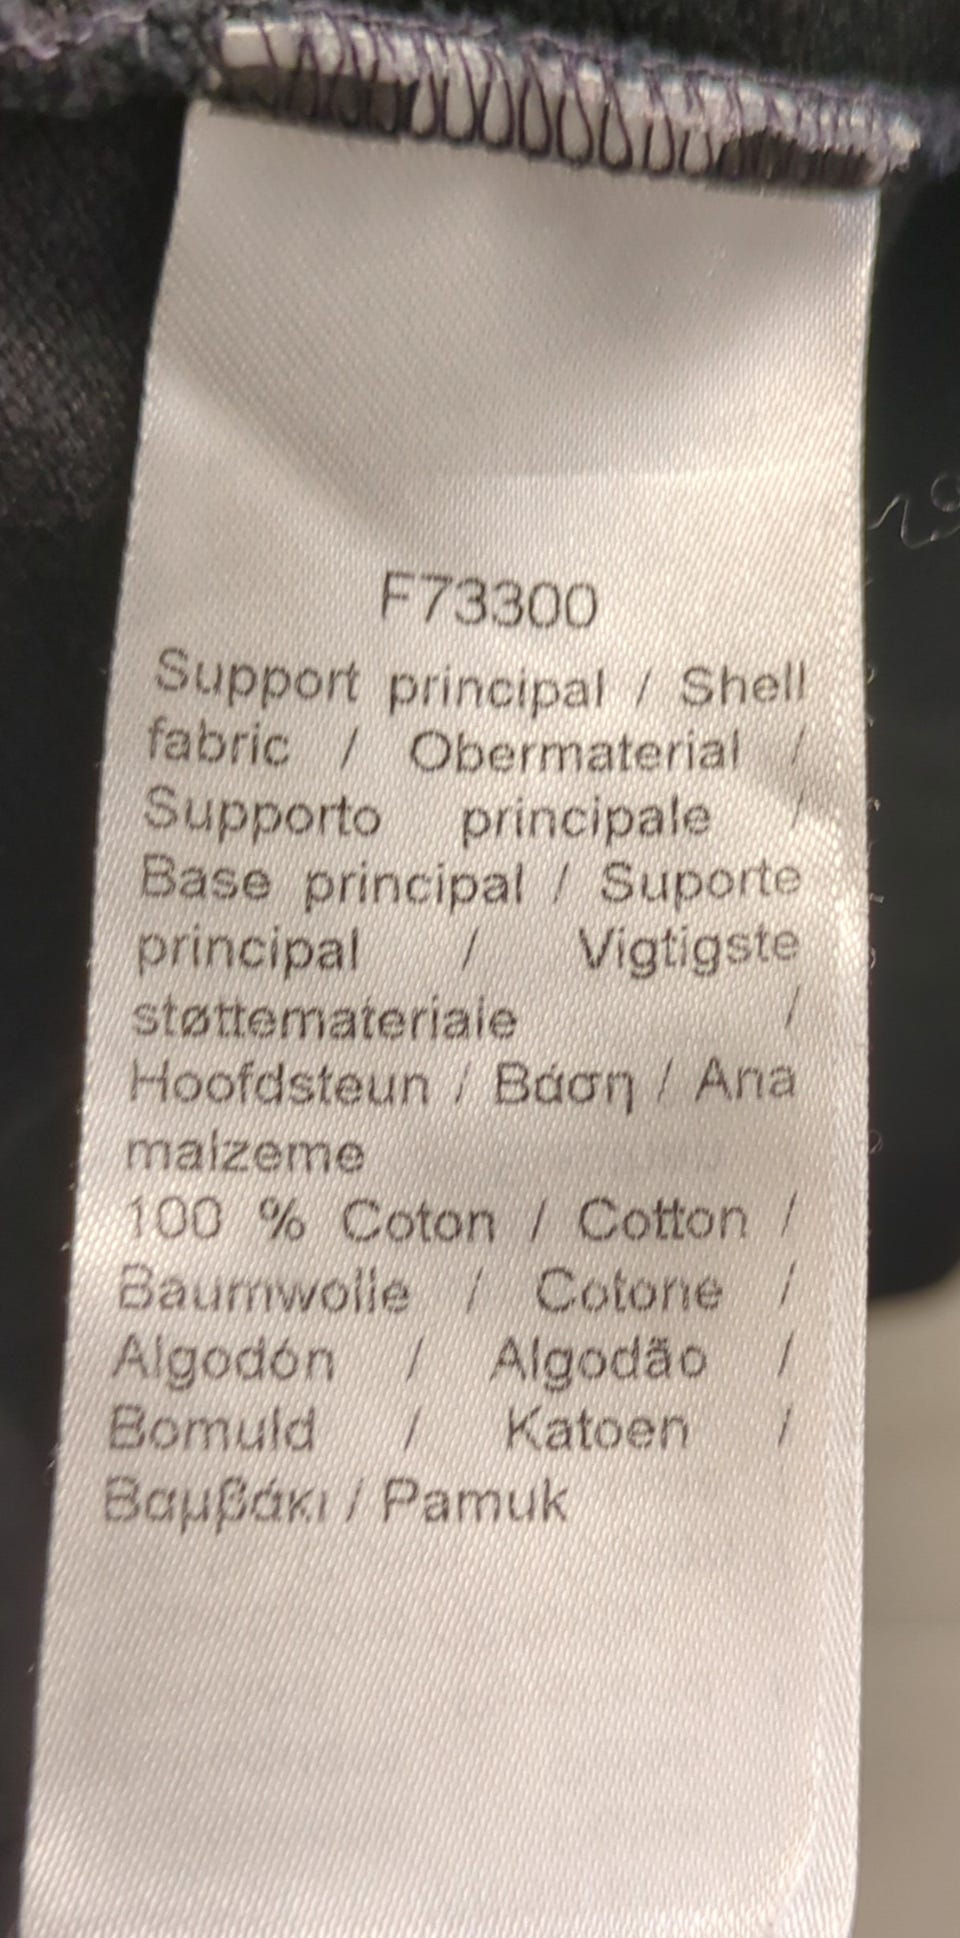 F73300
Support principal / Shell
fabric / Obermaterial /
Supporto principale /
Base principal / Suporte
principal / Vigtigste
støttemateriale /
Hoofdsteun / Βάση / Ana
malzeme
100 % Coton / Cotton /
Baumwolle / Cotone /
Algodón / Algodão /
Bomuld / Katoen /
Βαμβάκι / Pamuk